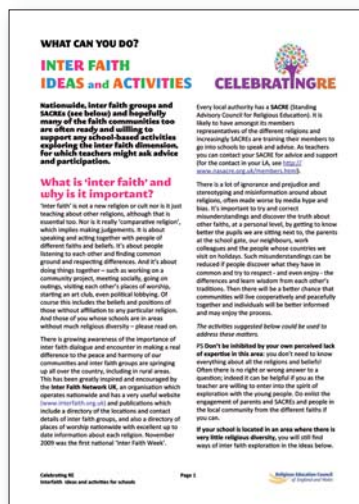 WHAT CAN YOU DO?
INTER FAITH
IDEAS and ACTIVITIES
CELEBRATINGRE
Nationwide, inter faith groups and
SACREs (see below) and hopefully
many of the faith communities too
are often ready and willing to
support any school-based activities
exploring the inter faith dimension,
for which teachers might ask advice
and participation.
What is 'inter faith' and
why is it important?
'Inter faith' is not a new religion or cult nor is it just
teaching about other religions, although that is
essential too. Nor is it really 'comparative religion',
which implies making judgements. It is about
speaking and acting together with people of
different faiths and beliefs. It's about people
listening to each other and finding common
ground and respecting differences. And it's about
doing things together – such as working on a
community project, meeting socially, going on
outings, visiting each other's places of worship,
starting an art club, even political lobbying. Of
course this includes the beliefs and positions of
those without affiliation to any particular religion.
And those of you whose schools are in areas
without much religious diversity – please read on.
There is growing awareness of the importance of
inter faith dialogue and encounter in making a real
difference to the peace and harmony of our
communities and inter faith groups are springing
up all over the country, including in rural areas.
This has been greatly inspired and encouraged by
the Inter Faith Network UK, an organisation which
operates nationwide and has a very useful website
(www.interfaith.org.uk) and publications which
include a directory of the locations and contact
details of inter faith groups, and also a directory of
places of worship nationwide with excellent up to
date information about each religion. November
2009 was the first national 'Inter Faith Week'.
Every local authority has a SACRE (Standing
Advisory Council for Religious Education). It is
likely to have amongst its members
representatives of the different religions and
increasingly SACREs are training their members to
go into schools to speak and advise. As teachers
you can contact your SACRE for advice and support
(for the contact in your LA, see http://
www.nasacre.org.uk/members.html).
There is a lot of ignorance and prejudice and
stereotyping and misinformation around about
religions, often made worse by media hype and
bias. It's important to try and correct
misunderstandings and discover the truth about
other faiths, at a personal level, by getting to know
better the pupils we are sitting next to, the parents
at the school gate, our neighbours, work
colleagues and the people whose countries we
visit on holidays. Such misunderstandings can be
reduced if people discover what they have in
common and try to respect - and even enjoy - the
differences and learn wisdom from each other's
traditions. Then there will be a better chance that
communities will live cooperatively and peacefully
together and individuals will be better informed
and may enjoy the process.
The activities suggested below could be used to
address these matters.
PS Don't be inhibited by your own perceived lack
of expertise in this area: you don't need to know
everything about all the religions and beliefs!
Often there is no right or wrong answer to a
question; indeed it can be helpful if you as the
teacher are willing to enter into the spirit of
exploration with the young people. Do enlist the
engagement of parents and SACREs and people in
the local community from the different faiths if
you can.
If your school is located in an area where there is
very little religious diversity, you will still find
ways of inter faith exploration in the ideas below.
Celebrating RE
Interfaith ideas and activities for schools
Page 1
Religious Education Council
of England and Wales